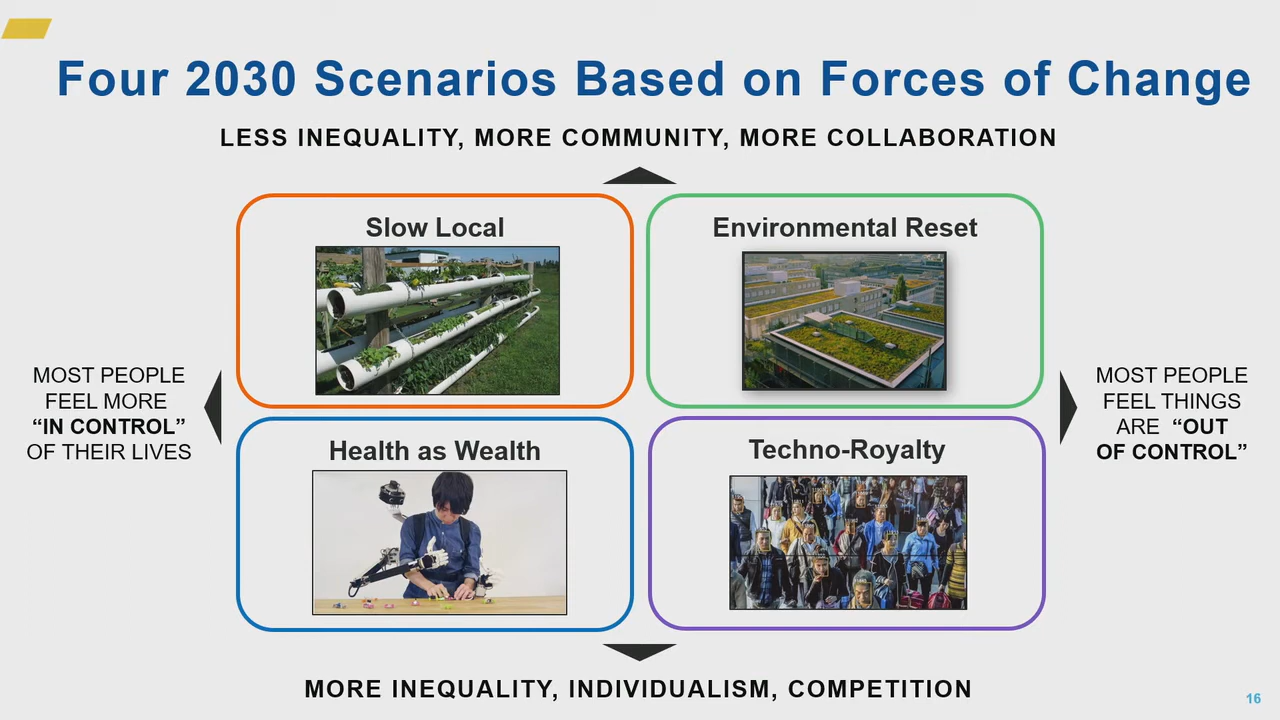 Four 2030 Scenarios Based on Forces of Change
LESS INEQUALITY, MORE COMMUNITY, MORE COLLABORATION
Slow Local
Environmental Reset
MOST PEOPLE
FEEL MORE
“IN CONTROL”
OF THEIR LIVES
MOST PEOPLE
FEEL THINGS
ARE “OUT
OF CONTROL”
Health as Wealth
Techno-Royalty
MORE INEQUALITY, INDIVIDUALISM, COMPETITION
16